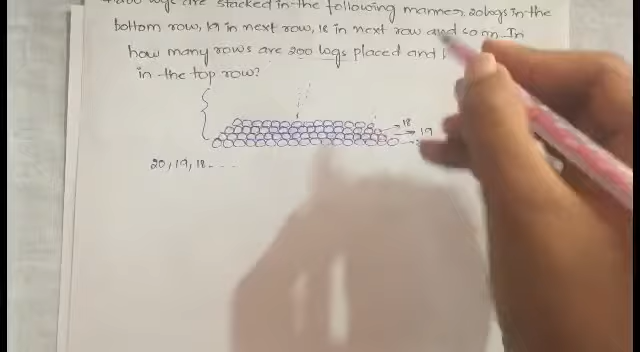 200 logs are stacked in the following manner, 20 logs in the
bottom row, 19 in next row, 18 in next row and so on. In
how many rows are 200 logs placed and
in the top row?
18
19
20, 19, 18 - - -